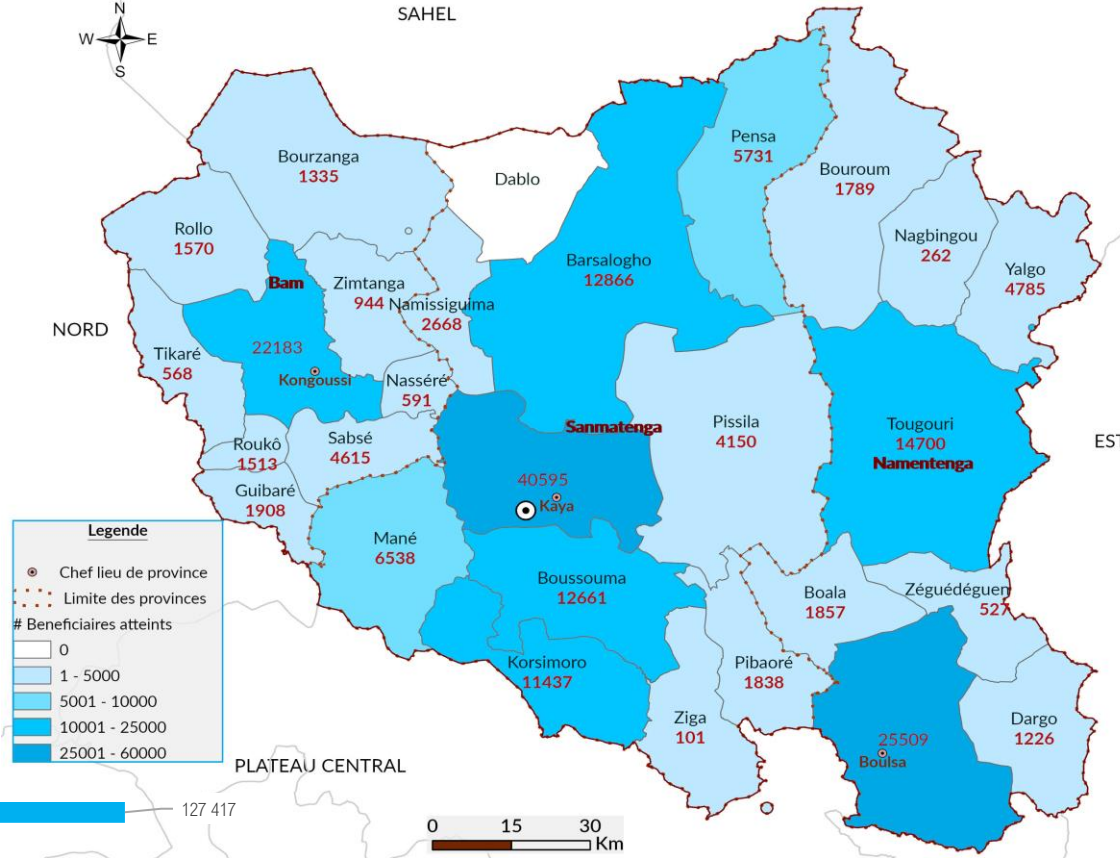 N
W E
S
SAHEL
Pensa
5731
Bourzanga
1335
Dablo
Bouroum
1789
Rollo
1570
Nagbingou
262
Barsalogho
12866
Yalgo
4785
Bam
Zimtanga
944
Namissiguima
2668
NORD
22183
Kongoussi
Tikaré
568
Nasséré
591
Sanmatenga
Pissila
4150
Tougouri
14700
Namentenga
EST
Roukô
1513
Sabsé
4615
Guibaré
1908
40595
Kaya
Mané
6538
Boussouma
12661
Boala
1857
Zéguédéguen
527
Korsimoro
11437
Pibaoré
1838
Ziga
101
Dargo
1226
25509
Boulsa
Legende
Chef lieu de province
Limite des provinces
# Beneficiaires atteints
0
1 - 5000
5001 - 10000
10001 - 25000
25001 - 60000
PLATEAU CENTRAL
127 417
0 15 30
Km